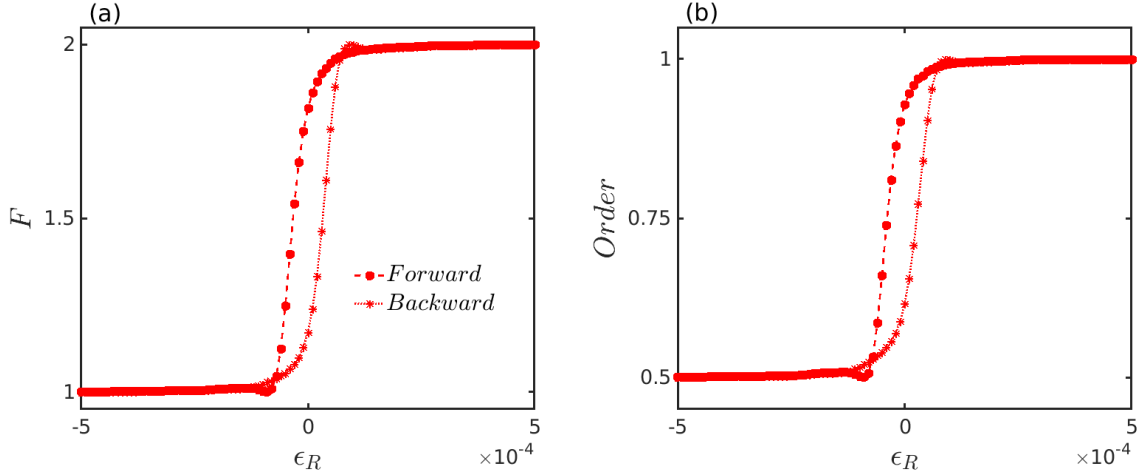 (a)
2
1.5
1
F
Forward
Backward
-5
0
5
ϵ_R
×10^-4
(b)
1
0.75
0.5
Order
-5
0
5
ϵ_R
×10^-4